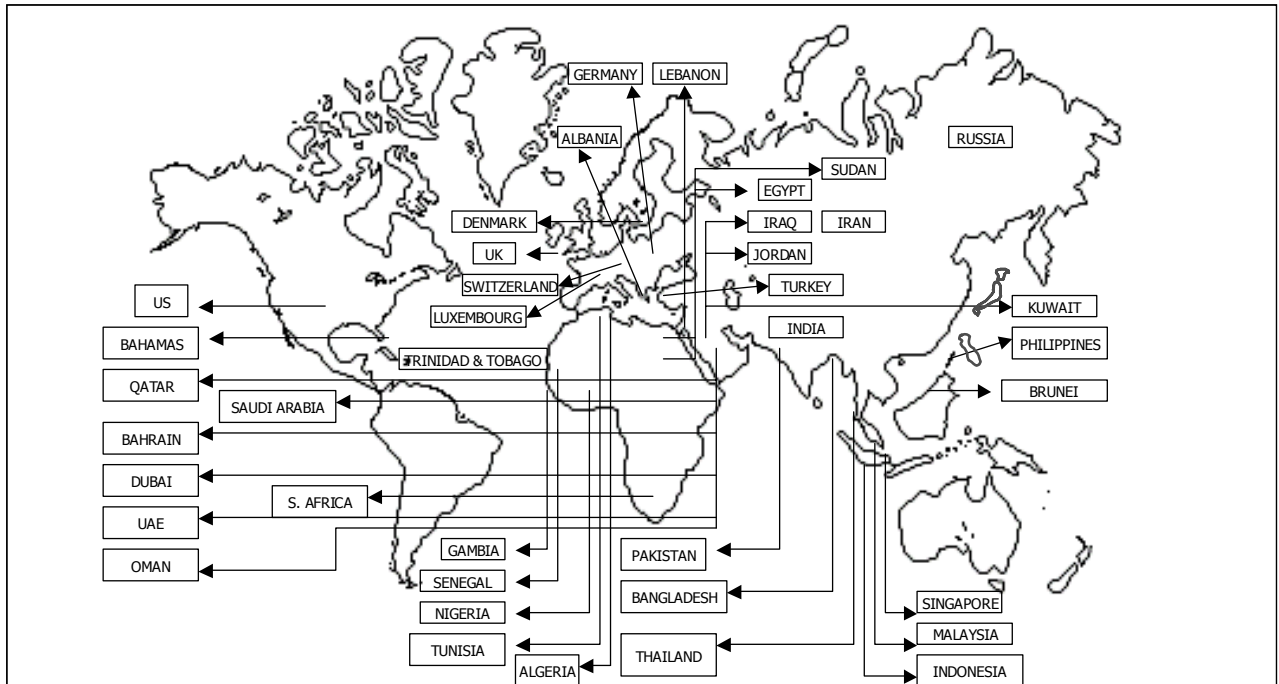 GERMANY
LEBANON
ALBANIA
RUSSIA
SUDAN
EGYPT
DENMARK
IRAQ
IRAN
UK
JORDAN
SWITZERLAND
TURKEY
US
LUXEMBOURG
KUWAIT
INDIA
BAHAMAS
PHILIPPINES
TRINIDAD & TOBAGO
QATAR
BRUNEI
SAUDI ARABIA
BAHRAIN
DUBAI
S. AFRICA
UAE
GAMBIA
PAKISTAN
OMAN
SENEGAL
BANGLADESH
SINGAPORE
NIGERIA
MALAYSIA
TUNISIA
THAILAND
ALGERIA
INDONESIA